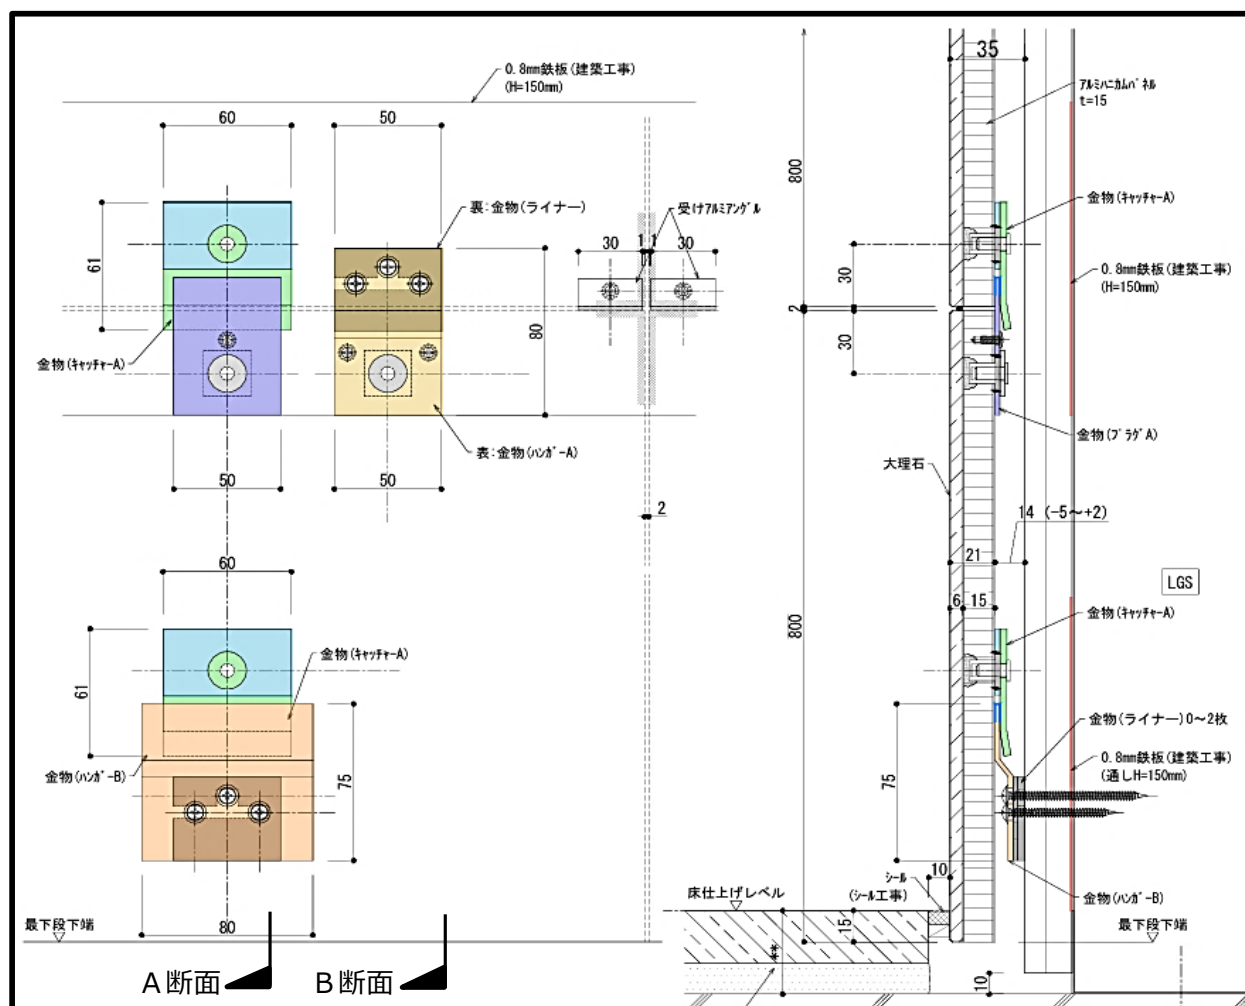 0.8mm鉄板(建築工事)
(H=150mm)
60
50
裏:金物(ライナー)
受けアルミアングル
30
1
1
30
61
80
金物(キャッチャーA)
表:金物(ハンガーA)
50
50
2
60
金物(キャッチャーA)
61
金物(ハンガーB)
75
80
最下段下端
A断面
B断面
35
アルミハニカムパネル
t=15
800
金物(キャッチャーA)
30
0.8mm鉄板(建築工事)
(H=150mm)
2
30
金物(プラグA)
大理石
14 (-5~+2)
21
LGS
6
15
金物(キャッチャーA)
800
金物(ライナー)0~2枚
75
0.8mm鉄板(建築工事)
(通しH=150mm)
10
シール
(シール工事)
床仕上げレベル
金物(ハンガーB)
15
最下段下端
**
10